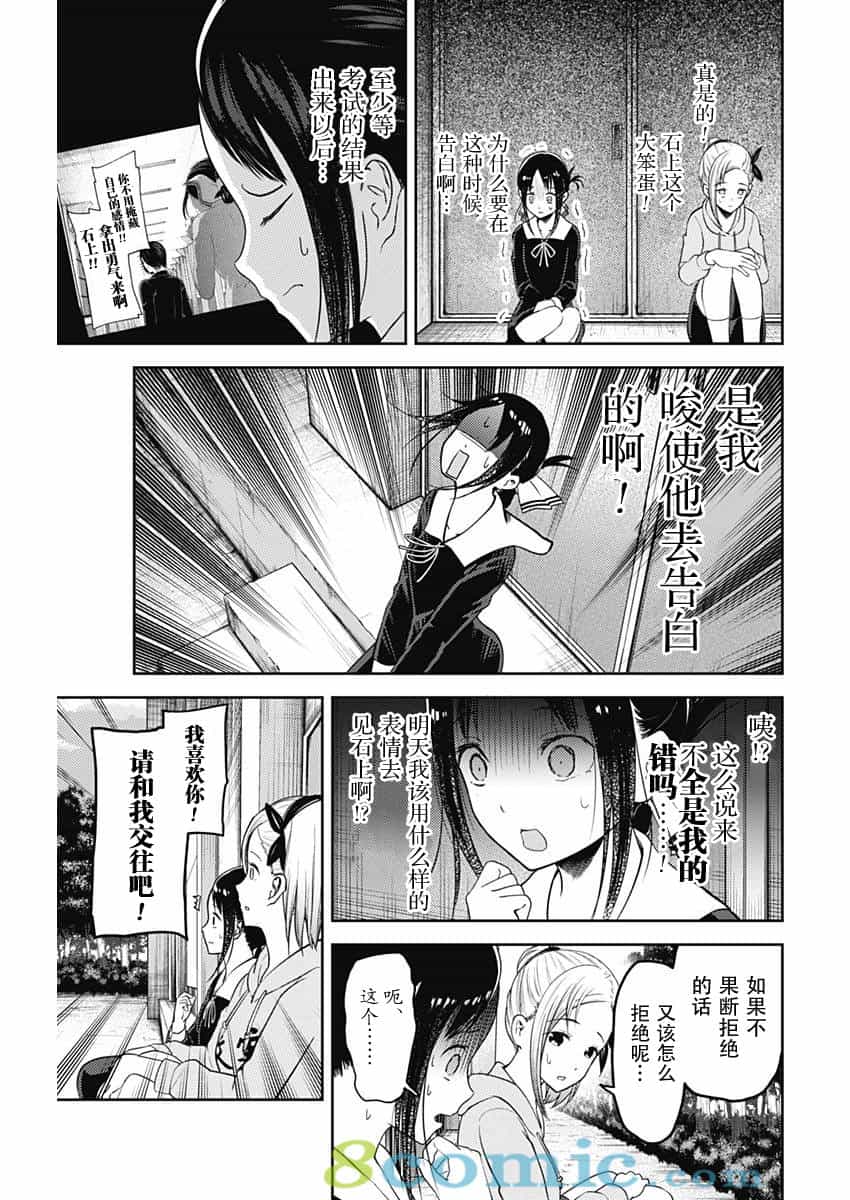 真是的！
石上这个
大笨蛋！
为什么要在
这种时候
告白啊…
至少等
考试的结果
出来以后…
你不用掩藏
自己的感情!!
拿出勇气来啊
石上!!
是我
唆使他去告白
的啊！
咦!?
这么说来
不全是我的
错吗……！
明天我该用什么样的
表情去
见石上啊!?
我喜欢你！
请和我交往吧！
如果不
果断拒绝
的话
又该怎么
拒绝呢…
呃、
这个……
8comic.com